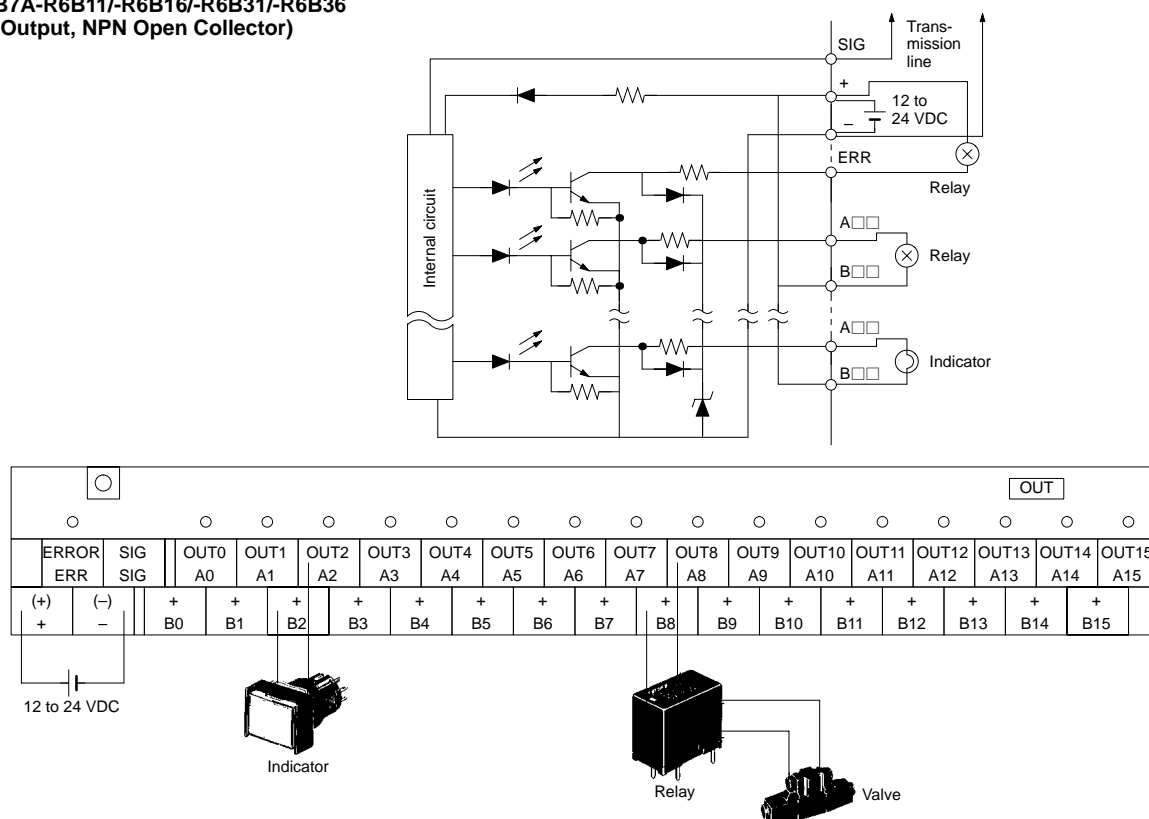 B7A-R6B11/-R6B16/-R6B31/-R6B36
Output, NPN Open Collector)
SIG
Trans-
mission
line
+
12 to
24 VDC
–
ERR
Relay
Internal circuit
A□□
Relay
B□□
A□□
Indicator
B□□
OUT
ERROR SIG OUT0 OUT1 OUT2 OUT3 OUT4 OUT5 OUT6 OUT7 OUT8 OUT9 OUT10 OUT11 OUT12 OUT13 OUT14 OUT15
ERR SIG A0 A1 A2 A3 A4 A5 A6 A7 A8 A9 A10 A11 A12 A13 A14 A15
(+) (–) + + + + + + + + + + + + + + + +
+ – B0 B1 B2 B3 B4 B5 B6 B7 B8 B9 B10 B11 B12 B13 B14 B15
12 to 24 VDC
Indicator
Relay
Valve